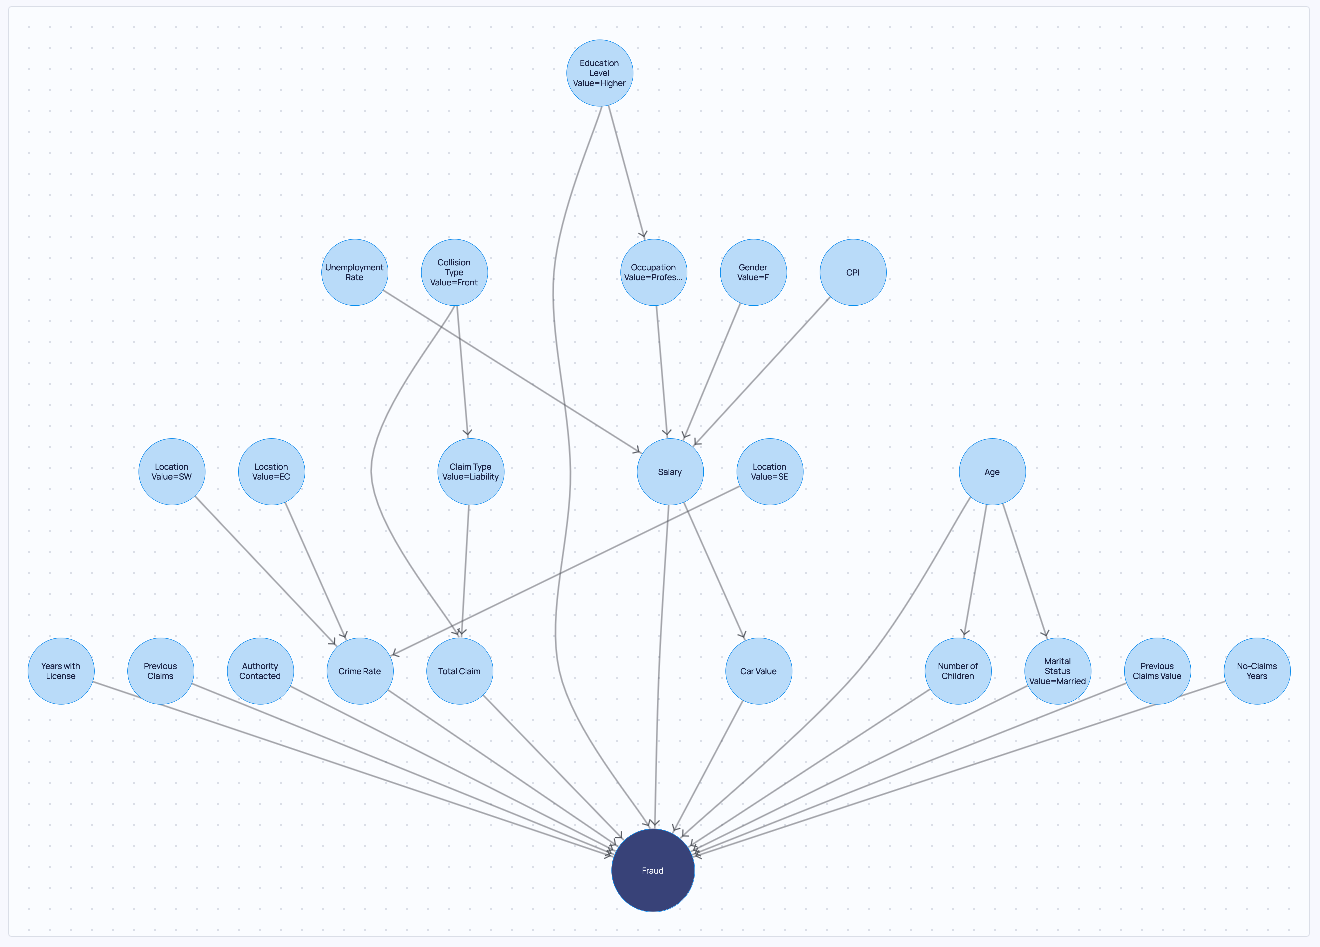 Education
Level
Value=Higher
Unemployment
Rate
Collision
Type
Value=Front
Occupation
Value=Profes...
Gender
Value=F
CPI
Location
Value=SW
Location
Value=EC
Claim Type
Value=Liability
Salary
Location
Value=SE
Age
Years with
License
Previous
Claims
Authority
Contacted
Crime Rate
Total Claim
Car Value
Number of
Children
Marital
Status
Value=Married
Previous
Claims Value
No-Claims
Years
Fraud